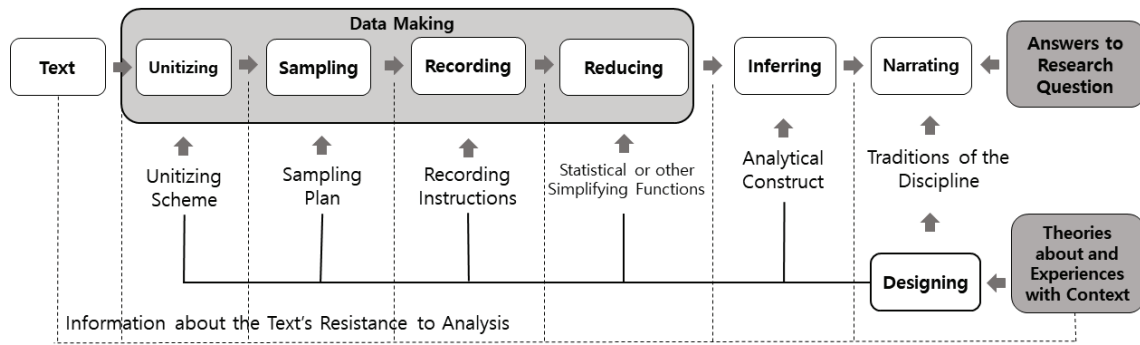 Data Making
Text
Unitizing
Sampling
Recording
Reducing
Inferring
Narrating
Answers to
Research
Question
Unitizing
Scheme
Sampling
Plan
Recording
Instructions
Statistical or other
Simplifying Functions
Analytical
Construct
Traditions of the
Discipline
Designing
Theories
about and
Experiences
with Context
Information about the Text's Resistance to Analysis